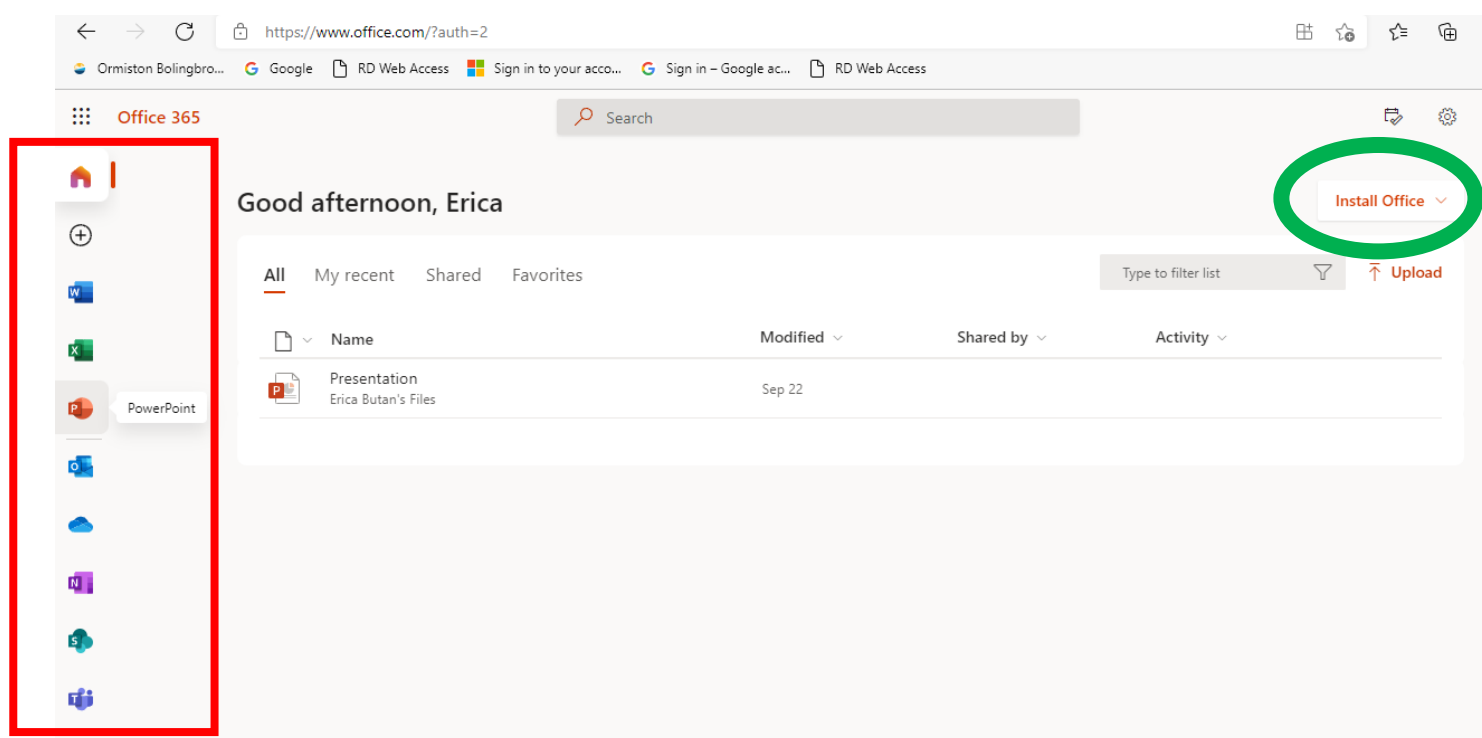 https://www.office.com/?auth=2
Ormiston Bolingbro... Google RD Web Access Sign in to your acco... Sign in – Google ac... RD Web Access
Office 365 Search
Good afternoon, Erica Install Office
All My recent Shared Favorites Type to filter list Upload
Name Modified Shared by Activity
Presentation
Erica Butan's Files Sep 22
PowerPoint